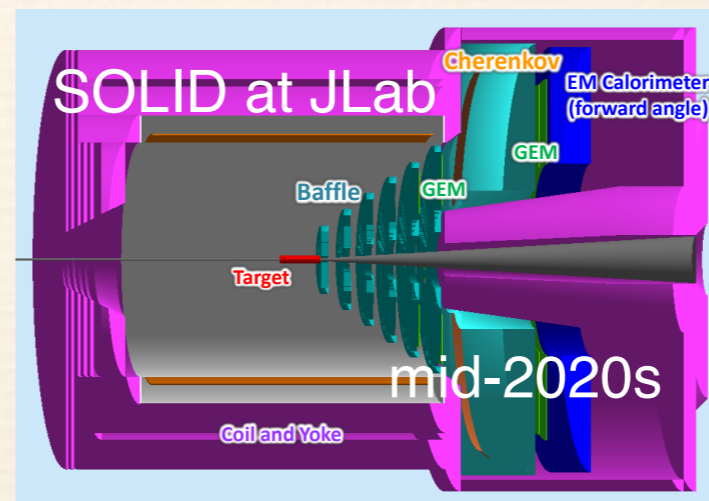 SOLID at JLab
Cherenkov
EM Calorimeter
(forward angle)
GEM
Baffle
GEM
Target
mid-2020s
Coil and Yoke